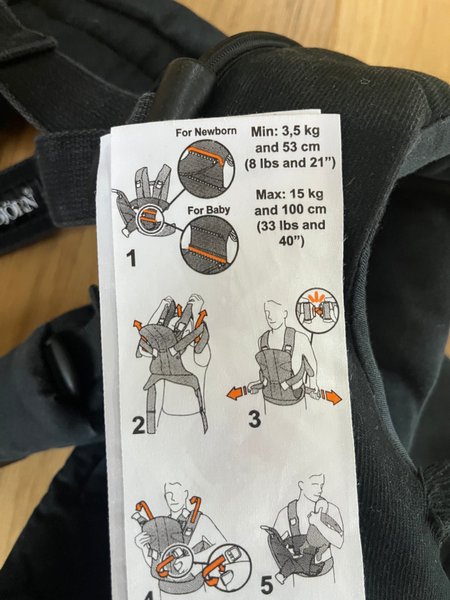 For Newborn
Min: 3,5 kg
and 53 cm
(8 lbs and 21”)
For Baby
Max: 15 kg
and 100 cm
(33 lbs and
40”)
1
2
3
4
5
BJÖRN